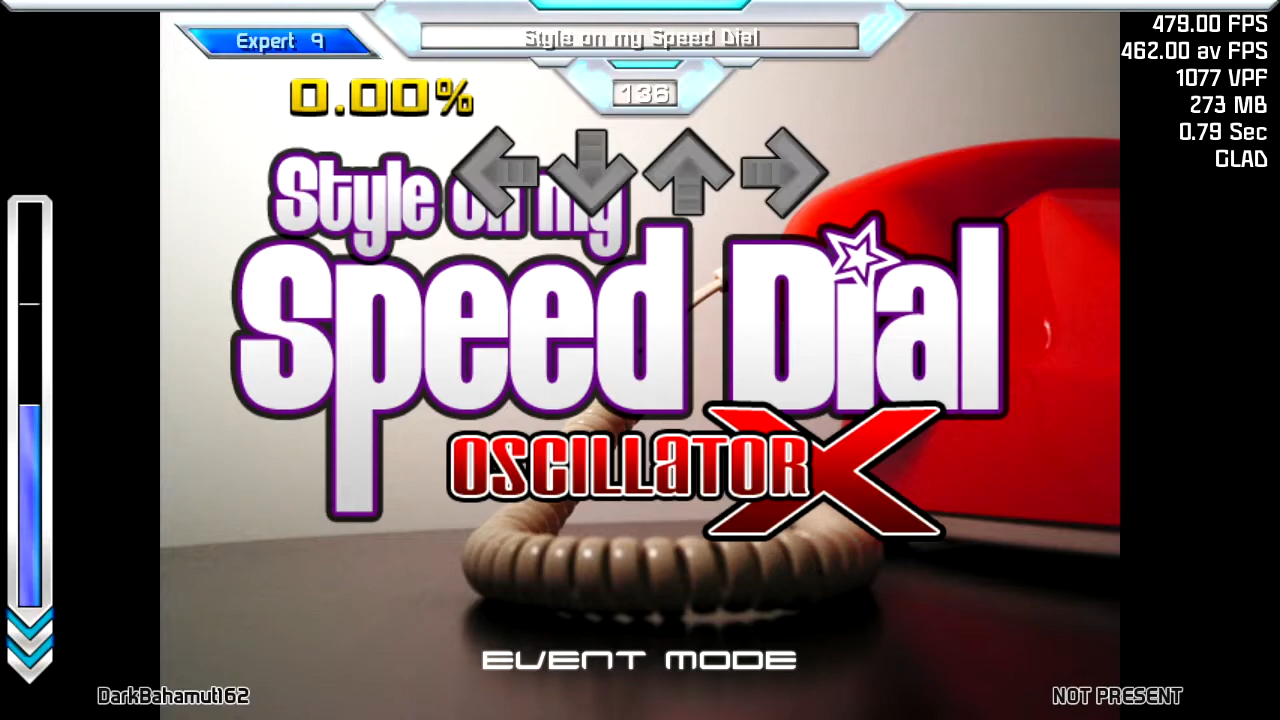 Expert 9
Style on my Speed Dial
479.00 FPS
462.00 av FPS
1077 VPF
273 MB
0.79 Sec
GLAD
0.00%
136
Style on my
Speed Dial
OSCILLATOR X
EVENT MODE
DarkBahamut162
NOT PRESENT